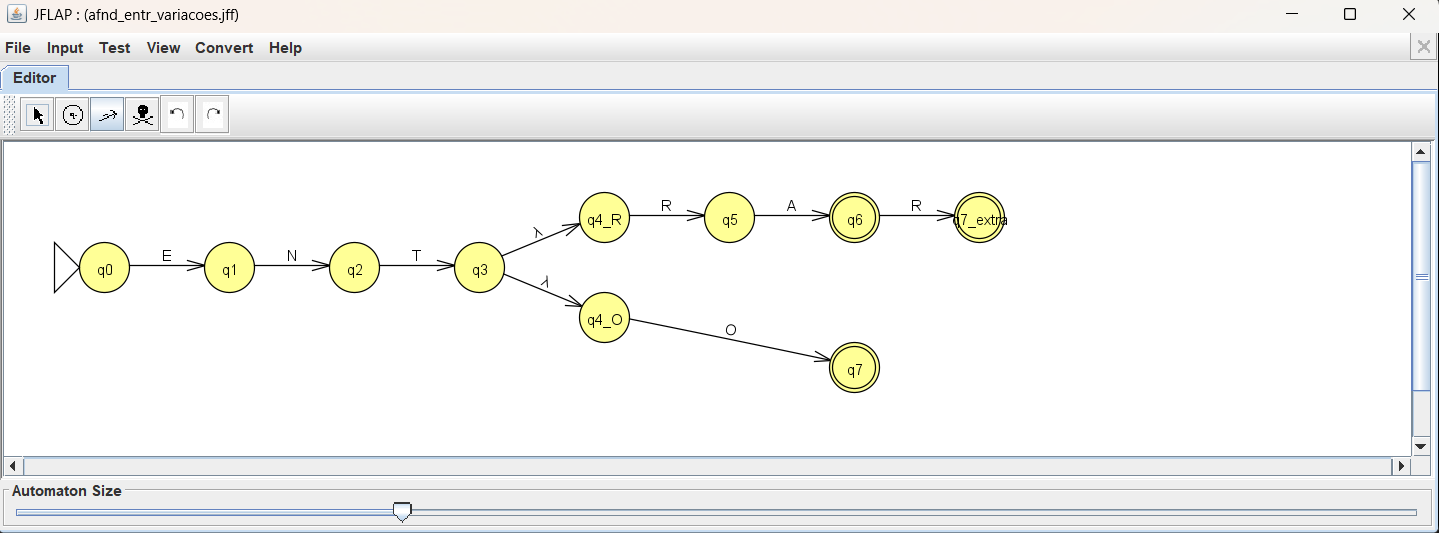 JFLAP : (afnd_entr_variacoes.jff)
File Input Test View Convert Help
Editor
q4_R R q5 A q6 R q7_extra
λ
q0 E q1 N q2 T q3
λ
q4_O
O
q7
Automaton Size